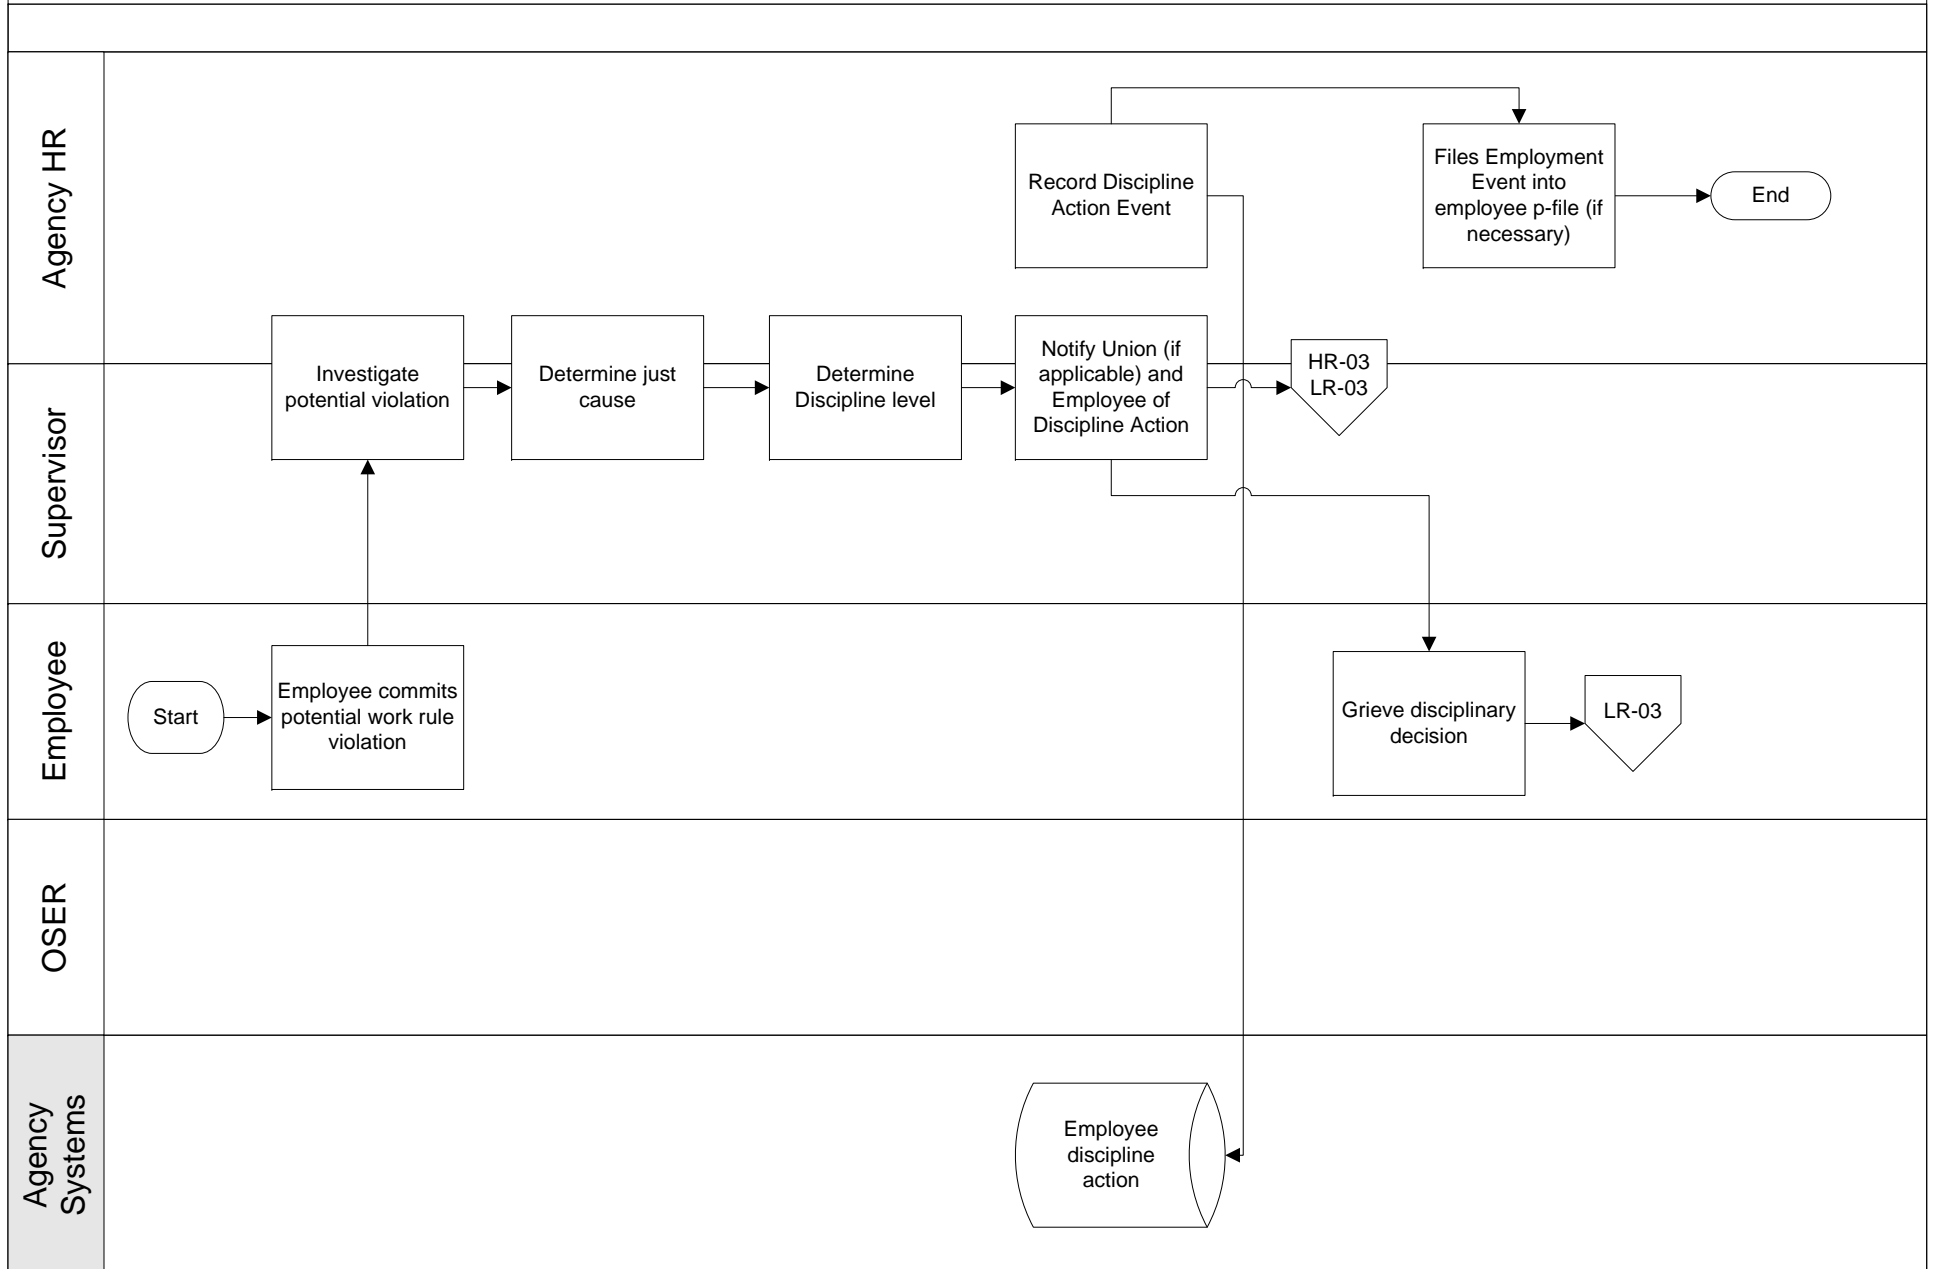 Agency HR
Record Discipline
Action Event
Files Employment
Event into
employee p-file (if
necessary)
End
Supervisor
Investigate
potential violation
Determine just
cause
Determine
Discipline level
Notify Union (if
applicable) and
Employee of
Discipline Action
HR-03
LR-03
Employee
Start
Employee commits
potential work rule
violation
Grieve disciplinary
decision
LR-03
OSER
Agency
Systems
Employee
discipline
action